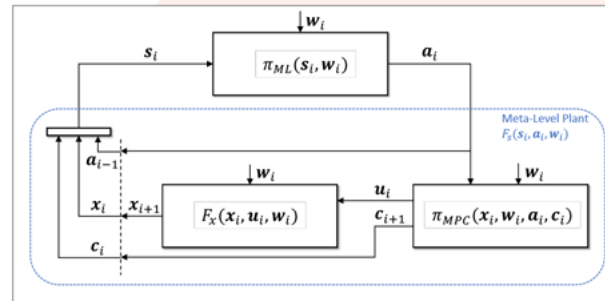 w_i
s_i
π_ML(s_i, w_i)
a_i
Meta-Level Plant
F_s(s_i, a_i, w_i)
a_{i-1}
w_i
w_i
u_i
x_i
x_{i+1}
F_x(x_i, u_i, w_i)
c_{i+1}
π_MPC(x_i, w_i, a_i, c_i)
c_i